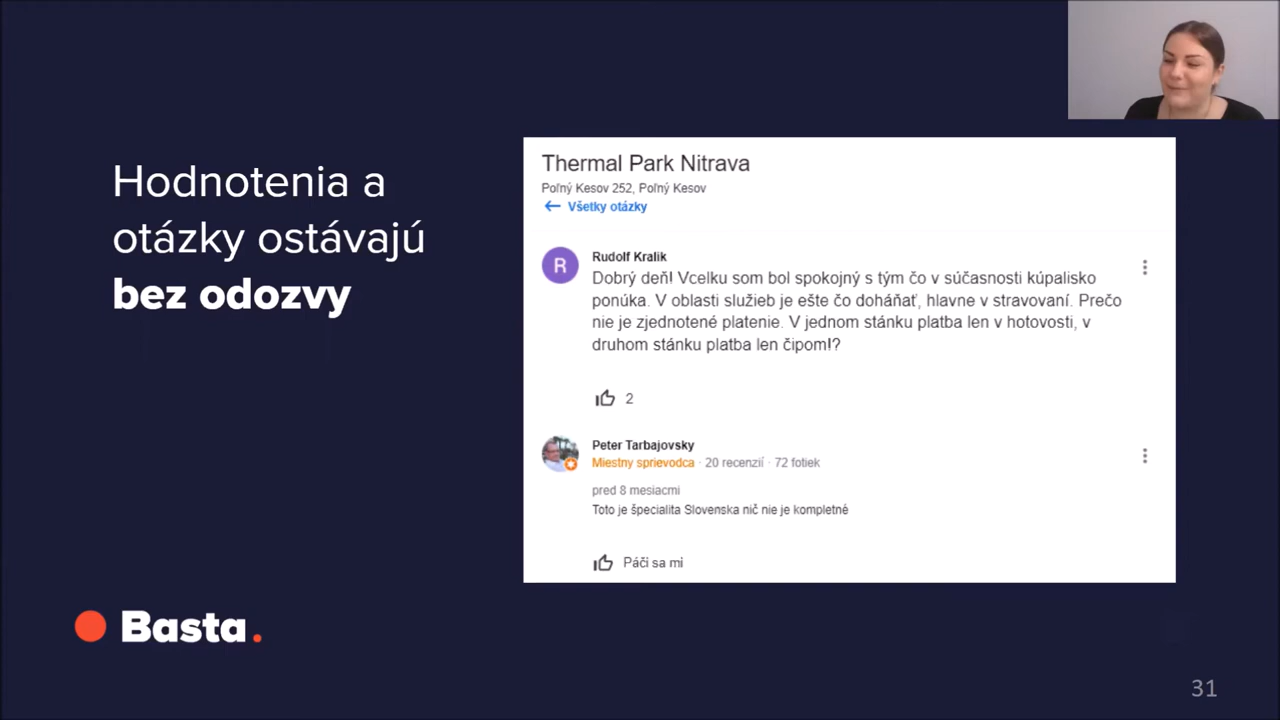 Hodnotenia a
otázky ostávajú
bez odozvy
Thermal Park Nitrava
Poľný Kesov 252, Poľný Kesov
← Všetky otázky
R
Rudolf Kralik
Dobrý deň! Vcelku som bol spokojný s tým čo v súčasnosti kúpalisko
ponúka. V oblasti služieb je ešte čo doháňať, hlavne v stravovaní. Prečo
nie je zjednotené platenie. V jednom stánku platba len v hotovosti, v
druhom stánku platba len čipom!?
2
Peter Tarbajovsky
Miestny sprievodca · 20 recenzií · 72 fotiek
pred 8 mesiacmi
Toto je špecialita Slovenska nič nie je kompletné
Páči sa mi
Basta.
31